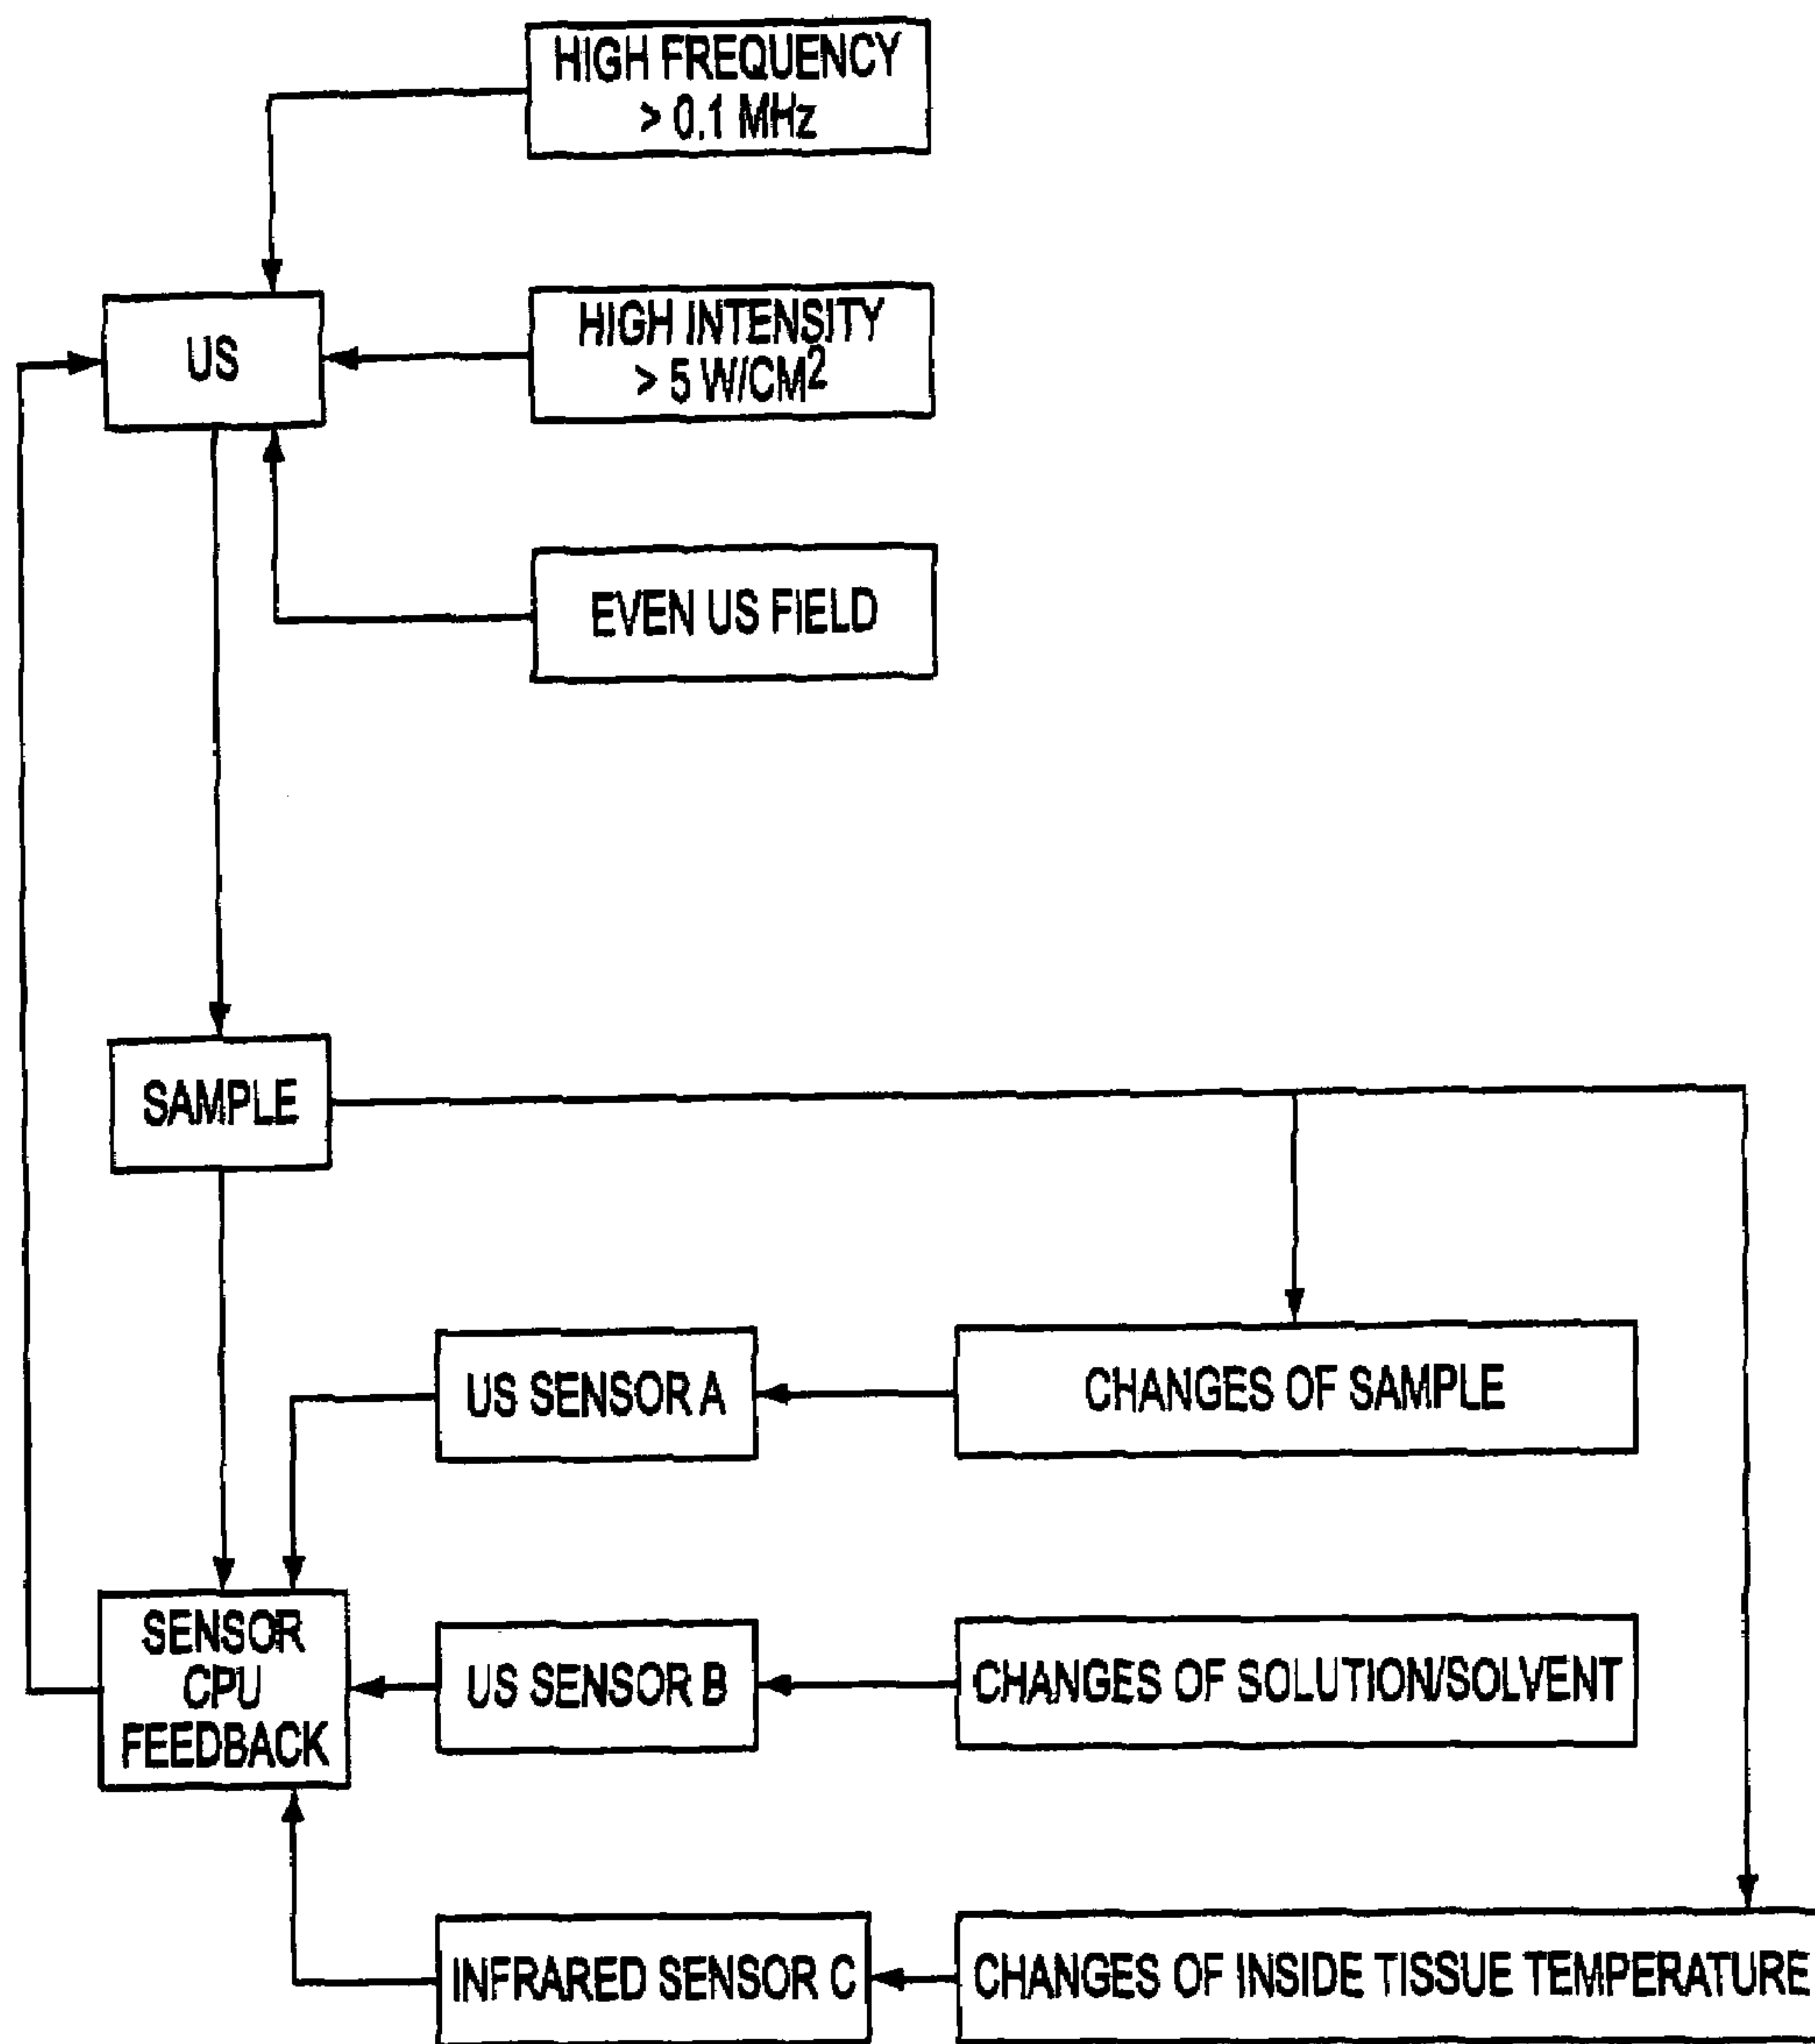 HIGH FREQUENCY
> 0.1 MHz
US
HIGH INTENSITY
> 5 W/CM²
EVEN US FIELD
SAMPLE
US SENSOR A
CHANGES OF SAMPLE
SENSOR
CPU
FEEDBACK
US SENSOR B
CHANGES OF SOLUTION/SOLVENT
INFRARED SENSOR C
CHANGES OF INSIDE TISSUE TEMPERATURE